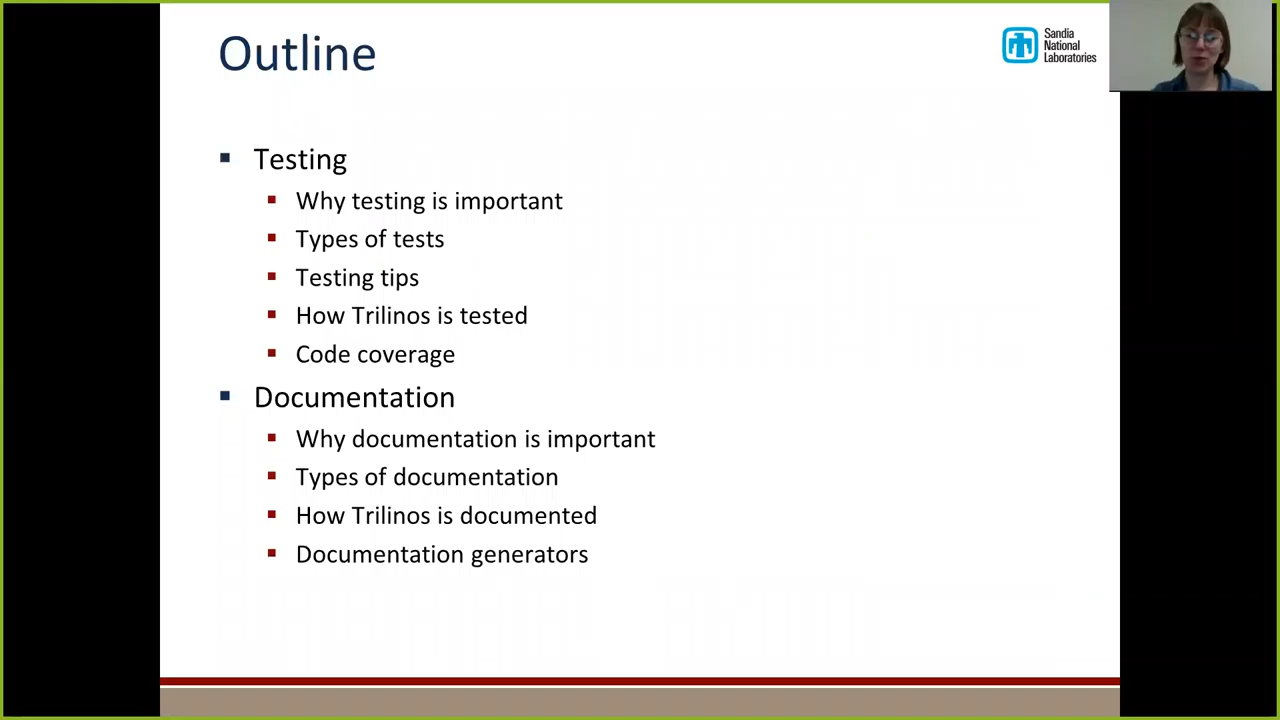 Outline
Sandia
National
Laboratories
Testing
Why testing is important
Types of tests
Testing tips
How Trilinos is tested
Code coverage
Documentation
Why documentation is important
Types of documentation
How Trilinos is documented
Documentation generators